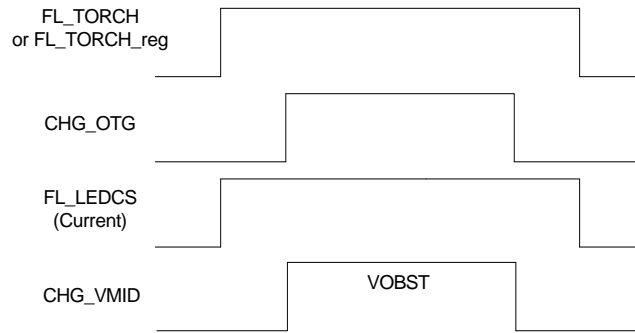 FL_TORCH
or FL_TORCH_reg
CHG_OTG
FL_LEDCS
(Current)
CHG_VMID
VOBST